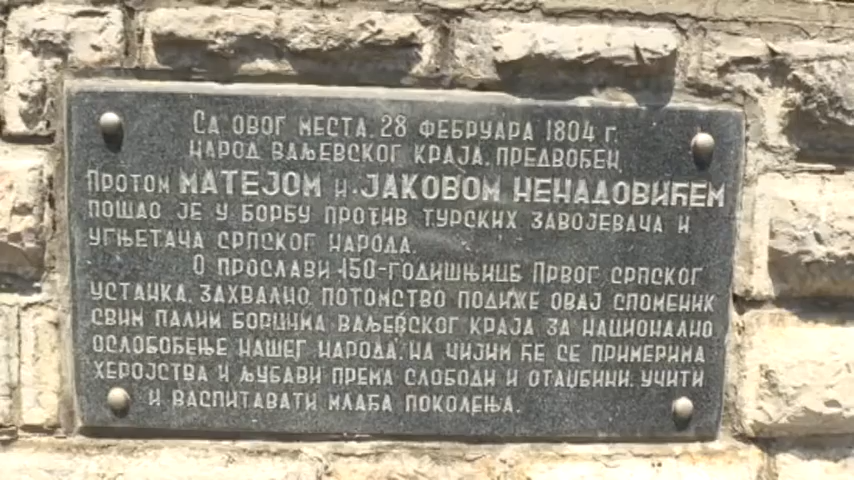 СА ОВОГ МЕСТА, 28 ФЕБРУАРА 1804 Г.
НАРОД ВАЉЕВСКОГ КРАЈА, ПРЕДВОЂЕН
ПРОТОМ МАТЕЈОМ И ЈАКОВОМ НЕНАДОВИЋЕМ
ПОШАО ЈЕ У БОРБУ ПРОТИВ ТУРСКИХ ЗАВОЈЕВАЧА И
УГЊЕТАЧА СРПСКОГ НАРОДА.
О ПРОСЛАВИ 150-ГОДИШЊИЦЕ ПРВОГ СРПСКОГ
УСТАНКА, ЗАХВАЛНО ПОТОМСТВО ПОДИЖЕ ОВАЈ СПОМЕНИК
СВИМ ПАЛИМ БОРЦИМА ВАЉЕВСКОГ КРАЈА ЗА НАЦИОНАЛНО
ОСЛОБОЂЕЊЕ НАШЕГ НАРОДА, НА ЧИЈИМ ЋЕ СЕ ПРИМЕРИМА
ХЕРОЈСТВА И ЉУБАВИ ПРЕМА СЛОБОДИ И ОТАЏБИНИ УЧИТИ
И ВАСПИТАВАТИ МЛАЂА ПОКОЛЕЊА.